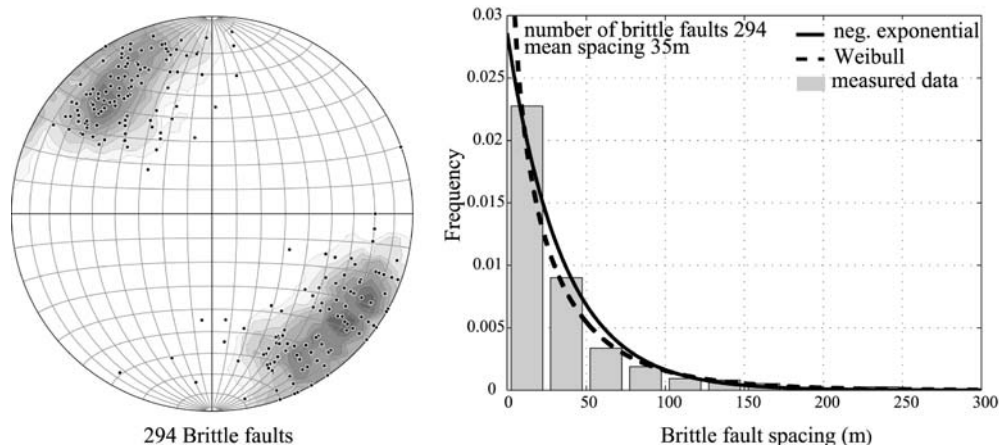 294 Brittle faults
number of brittle faults 294
mean spacing 35m
neg. exponential
Weibull
measured data
Frequency
0.03
0.025
0.02
0.015
0.01
0.005
0
0 50 100 150 200 250 300
Brittle fault spacing (m)